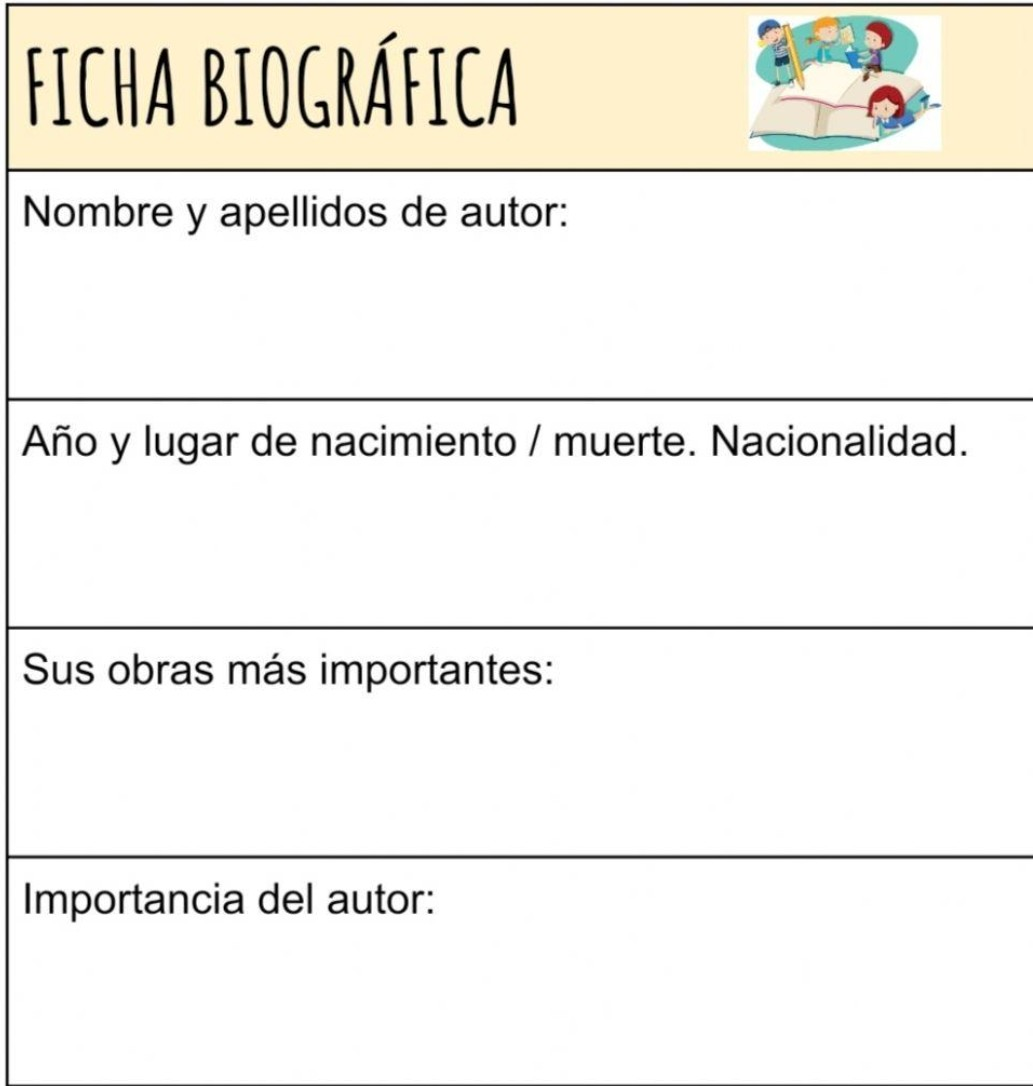 FICHA BIOGRÁFICA
Nombre y apellidos de autor:
Año y lugar de nacimiento / muerte. Nacionalidad.
Sus obras más importantes:
Importancia del autor: